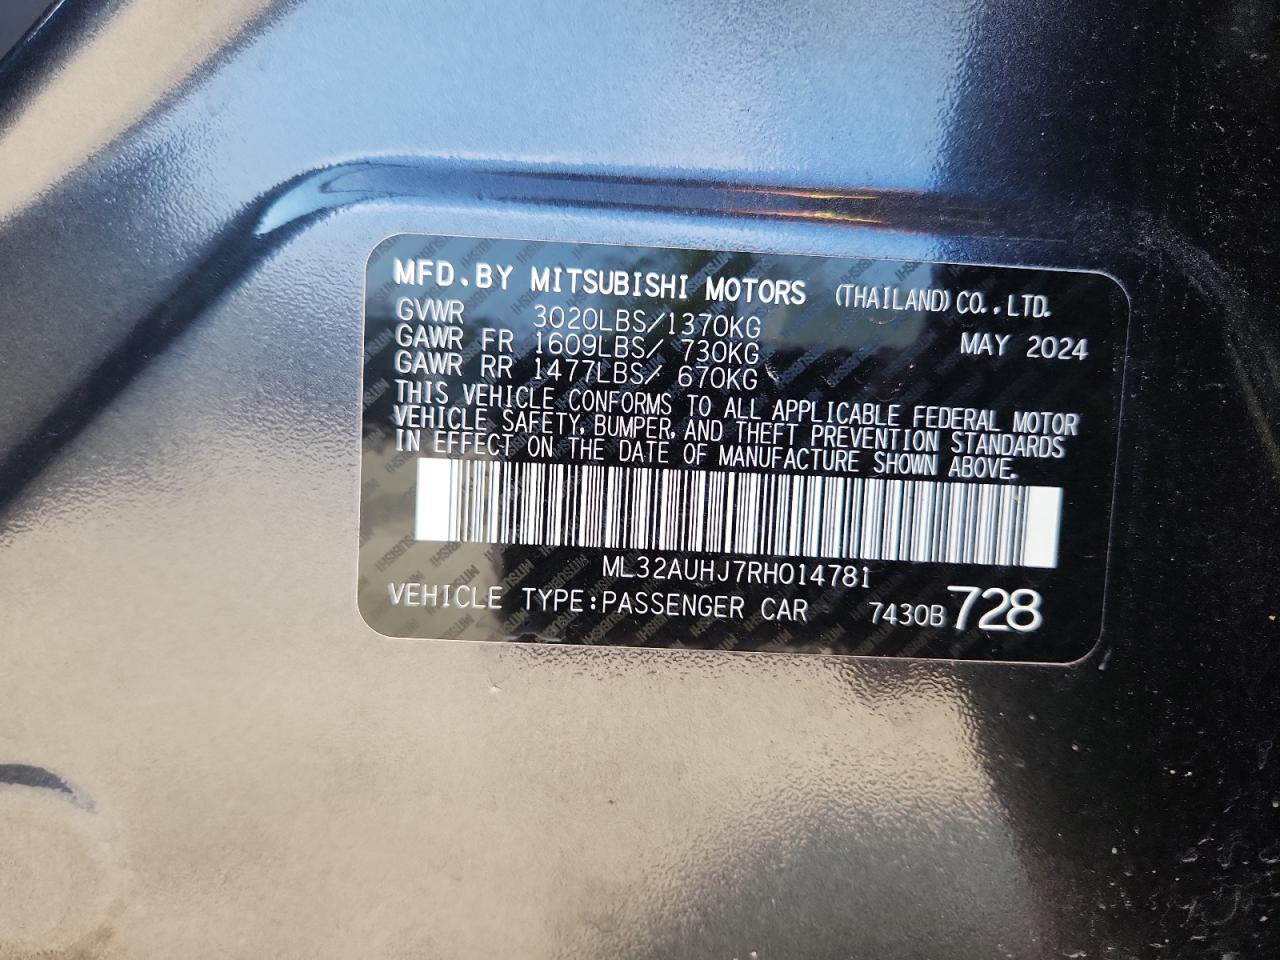 MFD.BY MITSUBISHI MOTORS (THAILAND)CO.,LTD.
GVWR 3020LBS/1370KG MAY 2024
GAWR FR 1609LBS/ 730KG
GAWR RR 1477LBS/ 670KG
THIS VEHICLE CONFORMS TO ALL APPLICABLE FEDERAL MOTOR
VEHICLE SAFETY, BUMPER, AND THEFT PREVENTION STANDARDS
IN EFFECT ON THE DATE OF MANUFACTURE SHOWN ABOVE.
ML32AUHJ7RH014781
VEHICLE TYPE:PASSENGER CAR 7430B 728